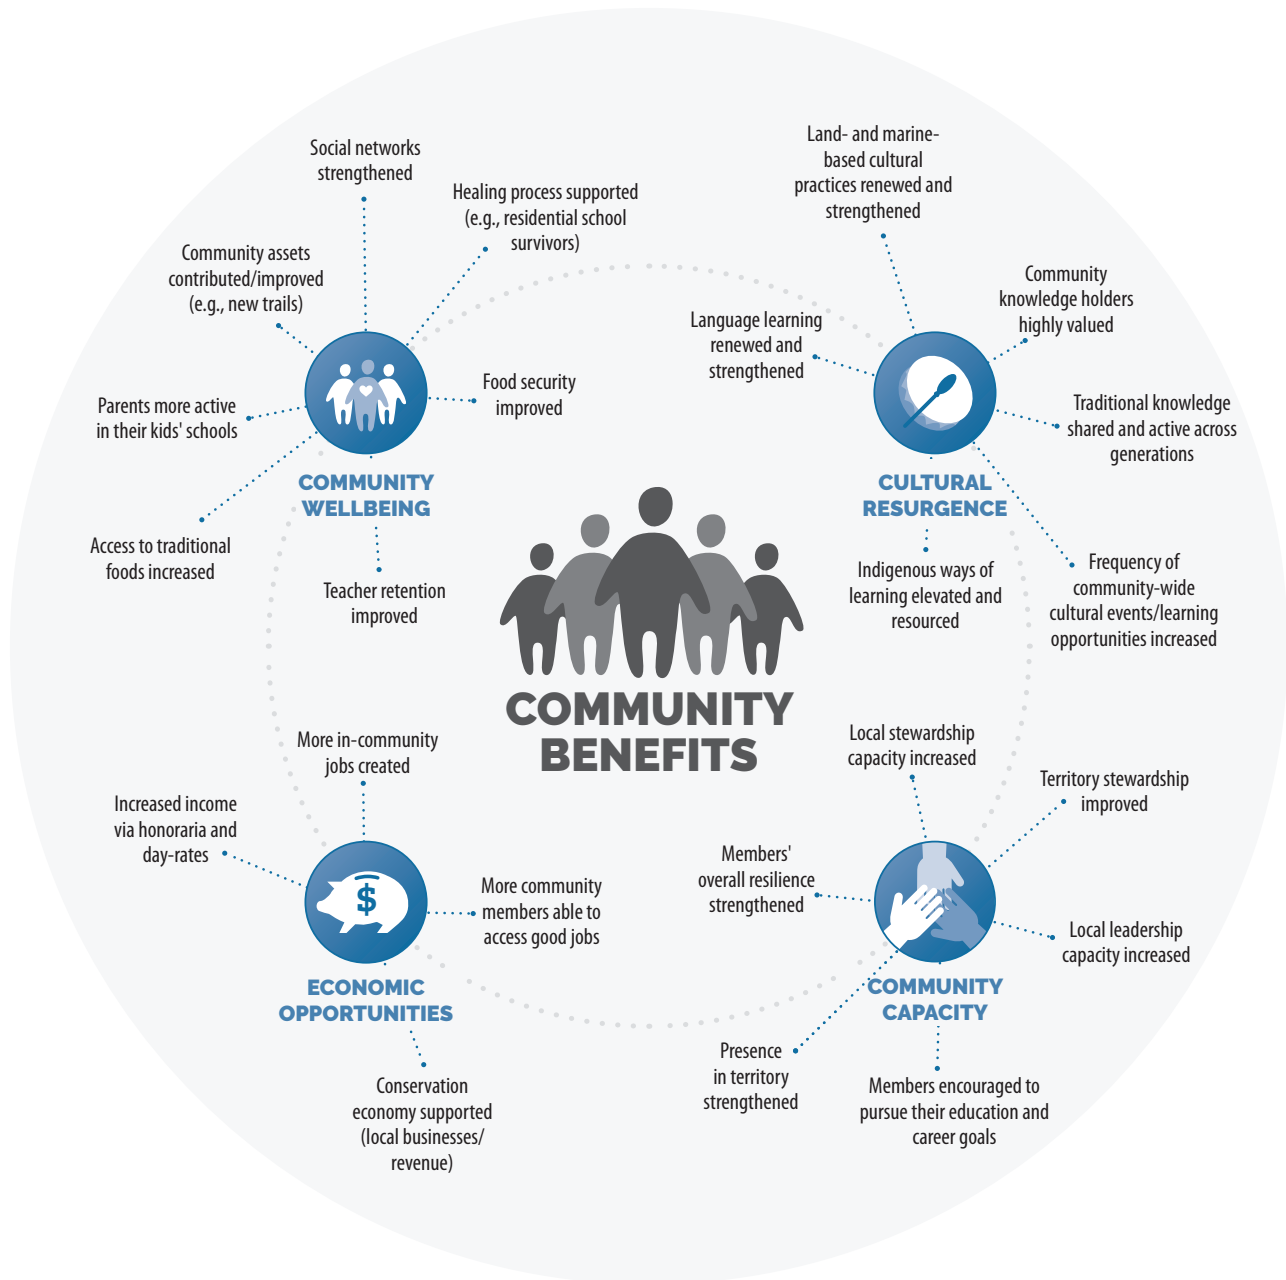 Social networks
strengthened
Healing process supported
(e.g., residential school
survivors)
Community assets
contributed/improved
(e.g., new trails)
Food security
improved
Parents more active
in their kids' schools
COMMUNITY
WELLBEING
Access to traditional
foods increased
Teacher retention
improved
Land- and marine-
based cultural
practices renewed and
strengthened
Community
knowledge holders
highly valued
Language learning
renewed and
strengthened
Traditional knowledge
shared and active across
generations
CULTURAL
RESURGENCE
Indigenous ways of
learning elevated and
resourced
Frequency of
community-wide
cultural events/learning
opportunities increased
COMMUNITY
BENEFITS
More in-community
jobs created
Increased income
via honoraria and
day-rates
$
More community
members able to
access good jobs
ECONOMIC
OPPORTUNITIES
Conservation
economy supported
(local businesses/
revenue)
Local stewardship
capacity increased
Territory stewardship
improved
Members'
overall resilience
strengthened
Local leadership
capacity increased
COMMUNITY
CAPACITY
Presence
in territory
strengthened
Members encouraged to
pursue their education and
career goals